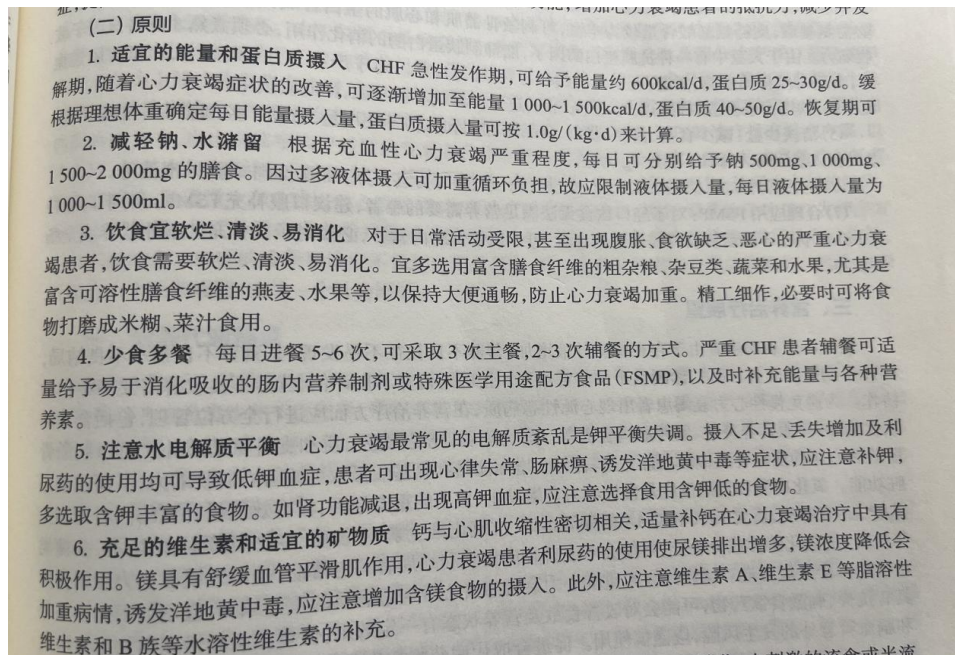 增加心力衰竭患者的抵抗力,减少并发
(二) 原则
1. 适宜的能量和蛋白质摄入 CHF 急性发作期,可给予能量约 600kcal/d,蛋白质 25~30g/d。缓
解期,随着心力衰竭症状的改善,可逐渐增加至能量 1 000~1 500kcal/d,蛋白质 40~50g/d。恢复期可
根据理想体重确定每日能量摄入量,蛋白质摄入量可按 1.0g/(kg·d)来计算。
2. 减轻钠、水潴留 根据充血性心力衰竭严重程度,每日可分别给予钠 500mg、1 000mg、
1 500~2 000mg 的膳食。因过多液体摄入可加重循环负担,故应限制液体摄入量,每日液体摄入量为
1 000~1 500ml。
3. 饮食宜软烂、清淡、易消化 对于日常活动受限,甚至出现腹胀、食欲缺乏、恶心的严重心力衰
竭患者,饮食需要软烂、清淡、易消化。宜多选用富含膳食纤维的粗杂粮、杂豆类、蔬菜和水果,尤其是
富含可溶性膳食纤维的燕麦、水果等,以保持大便通畅,防止心力衰竭加重。精工细作,必要时可将食
物打磨成米糊、菜汁食用。
4. 少食多餐 每日进餐 5~6 次,可采取 3 次主餐,2~3 次辅餐的方式。严重 CHF 患者辅餐可适
量给予易于消化吸收的肠内营养制剂或特殊医学用途配方食品(FSMP),以及时补充能量与各种营
养素。
5. 注意水电解质平衡 心力衰竭最常见的电解质紊乱是钾平衡失调。摄入不足、丢失增加及利
尿药的使用均可导致低钾血症,患者可出现心律失常、肠麻痹、诱发洋地黄中毒等症状,应注意补钾,
多选取含钾丰富的食物。如肾功能减退,出现高钾血症,应注意选择食用含钾低的食物。
6. 充足的维生素和适宜的矿物质 钙与心肌收缩性密切相关,适量补钙在心力衰竭治疗中具有
积极作用。镁具有舒缓血管平滑肌作用,心力衰竭患者利尿药的使用使尿镁排出增多,镁浓度降低会
加重病情,诱发洋地黄中毒,应注意增加含镁食物的摄入。此外,应注意维生素 A、维生素 E 等脂溶性
维生素和 B 族等水溶性维生素的补充。
刺激的流食或半流